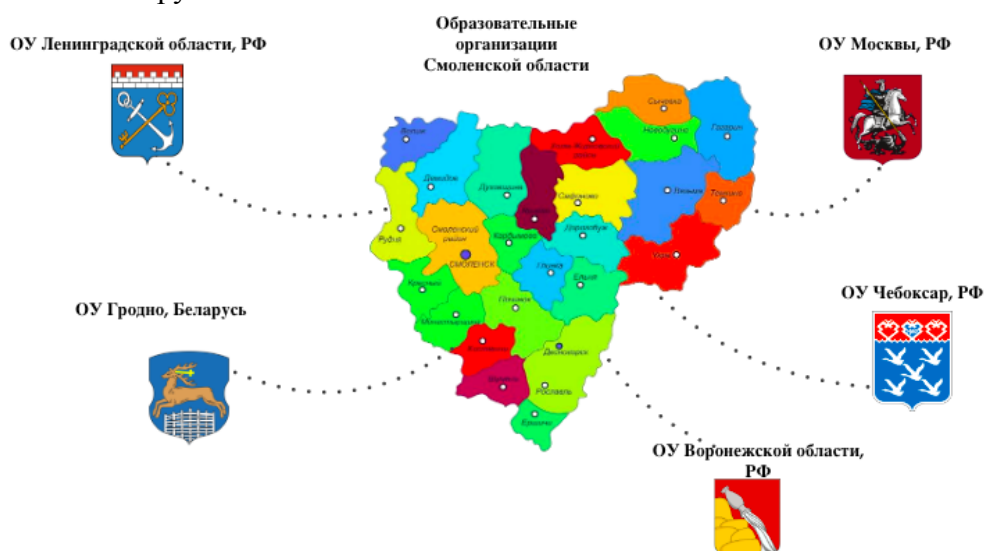 Образовательные
организации
Смоленской области
ОУ Ленинградской области, РФ
ОУ Москвы, РФ
Сычевка
Новодугино
Гагарин
Велиж
Демидов
Духовщина
Сафоново
Вязьма
Темкино
Рудня
Смоленский
район
СМОЛЕНСК
Кардымово
Дорогобуж
Угра
Глинка
Ельня
Красный
Починок
Монастырщина
ОУ Гродно, Беларусь
ОУ Чебоксар, РФ
Десногорск
Рославль
Ершичи
ОУ Воронежской области,
РФ